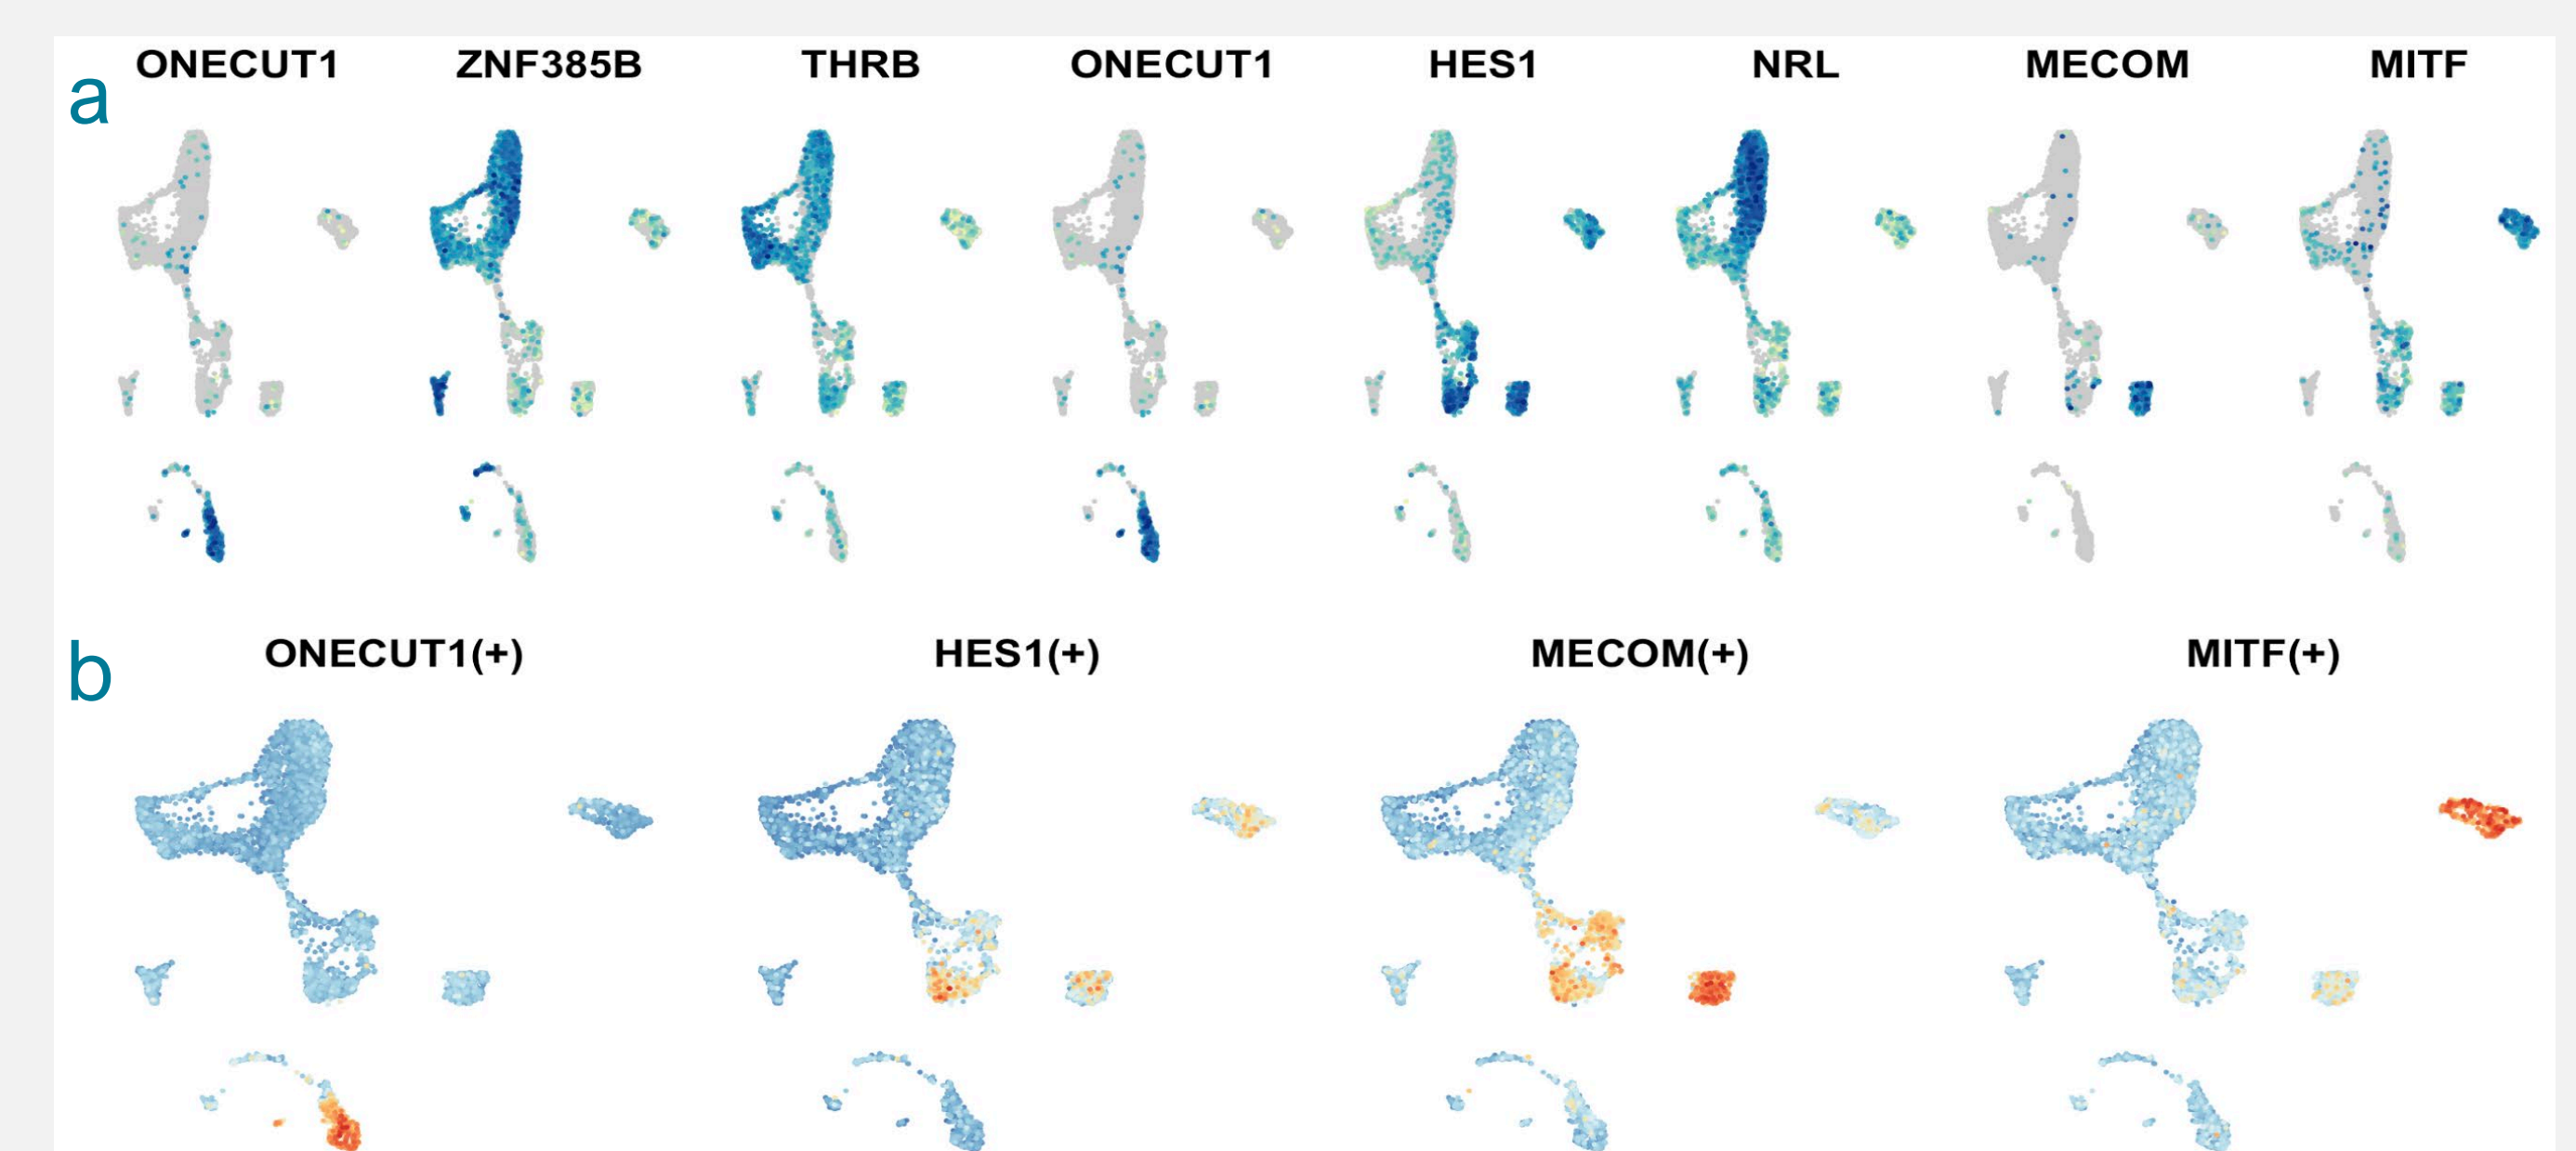 a
ONECUT1 ZNF385B THRB ONECUT1 HES1 NRL MECOM MITF
b
ONECUT1(+) HES1(+) MECOM(+) MITF(+)